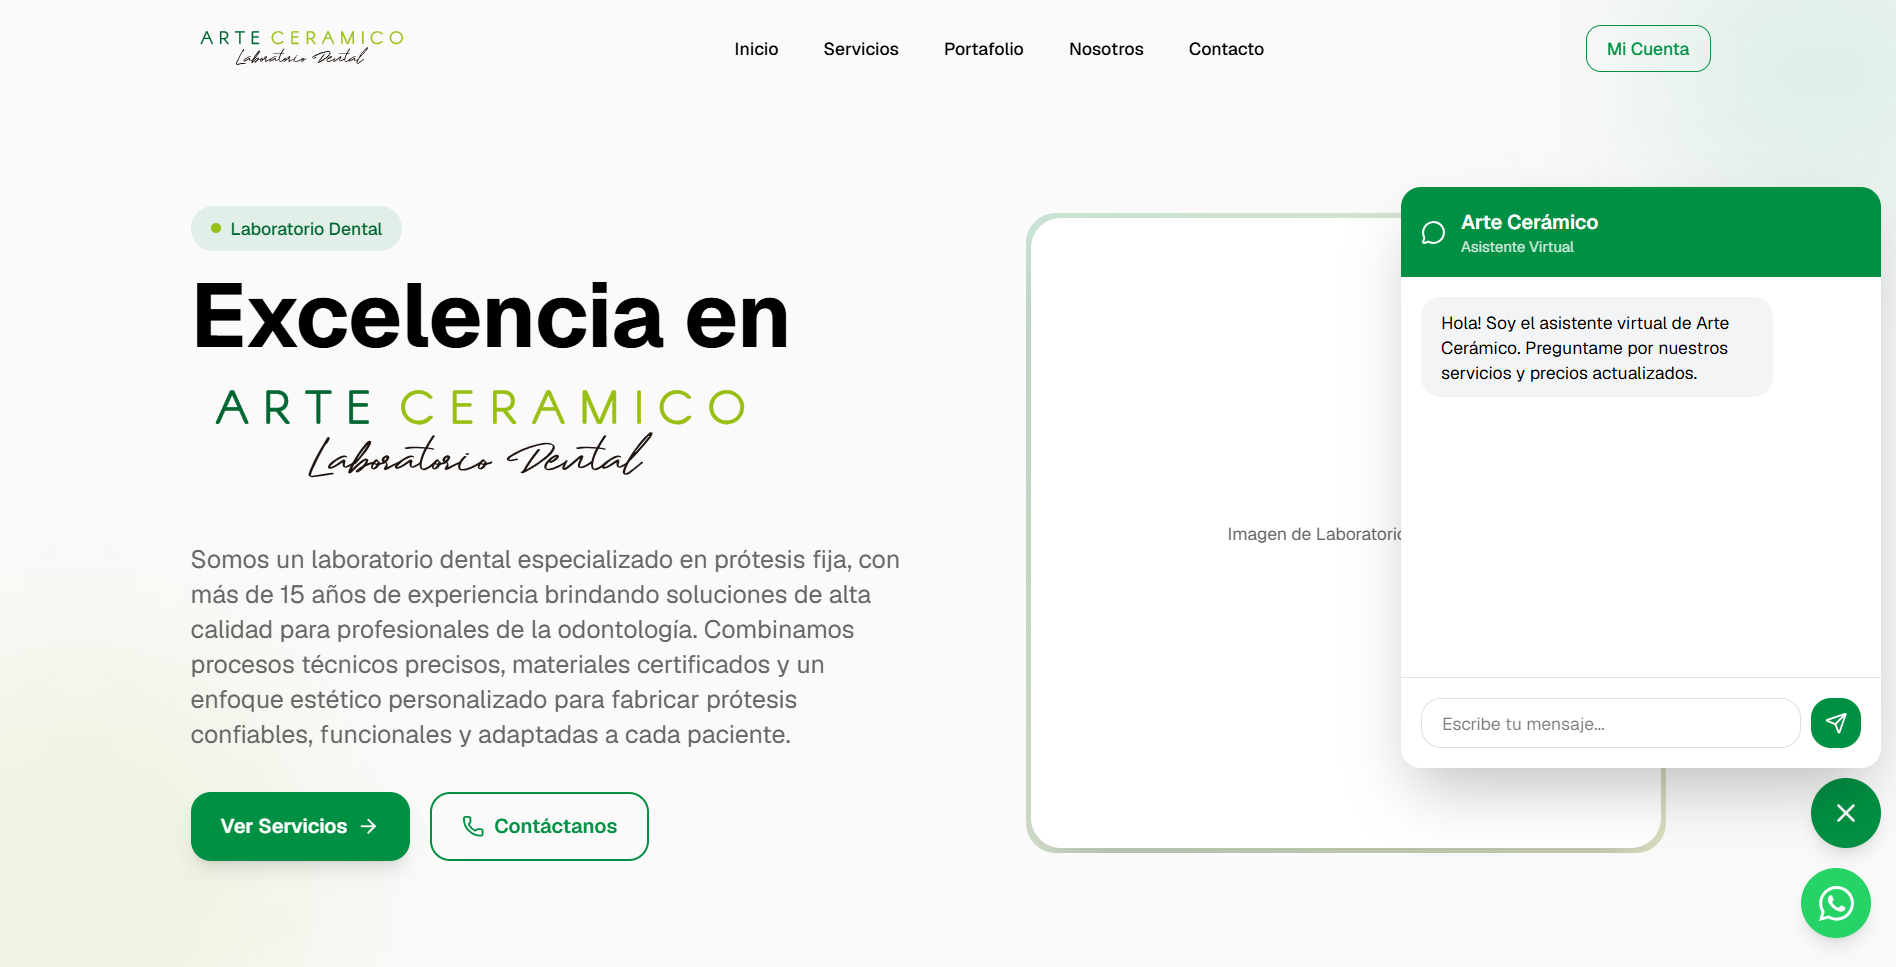 ARTE CERAMICO
Laboratorio Dental
Inicio
Servicios
Portafolio
Nosotros
Contacto
Mi Cuenta
Laboratorio Dental
Excelencia en
ARTE CERAMICO
Laboratorio Dental
Somos un laboratorio dental especializado en prótesis fija, con
más de 15 años de experiencia brindando soluciones de alta
calidad para profesionales de la odontología. Combinamos
procesos técnicos precisos, materiales certificados y un
enfoque estético personalizado para fabricar prótesis
confiables, funcionales y adaptadas a cada paciente.
Ver Servicios
Contáctanos
Imagen de Laboratorio
Arte Cerámico
Asistente Virtual
Hola! Soy el asistente virtual de Arte
Cerámico. Preguntame por nuestros
servicios y precios actualizados.
Escribe tu mensaje...